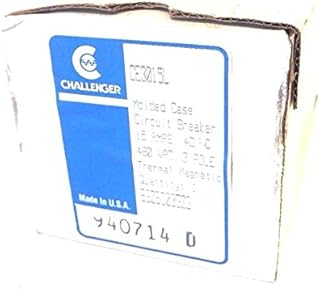 CHALLENGER
Molded Case
Circuit Breaker
15 AMPS 40°C
480 VAC 3 POLE
Thermal Magnetic
Quantity: 1
Made in U.S.A.
940714 D